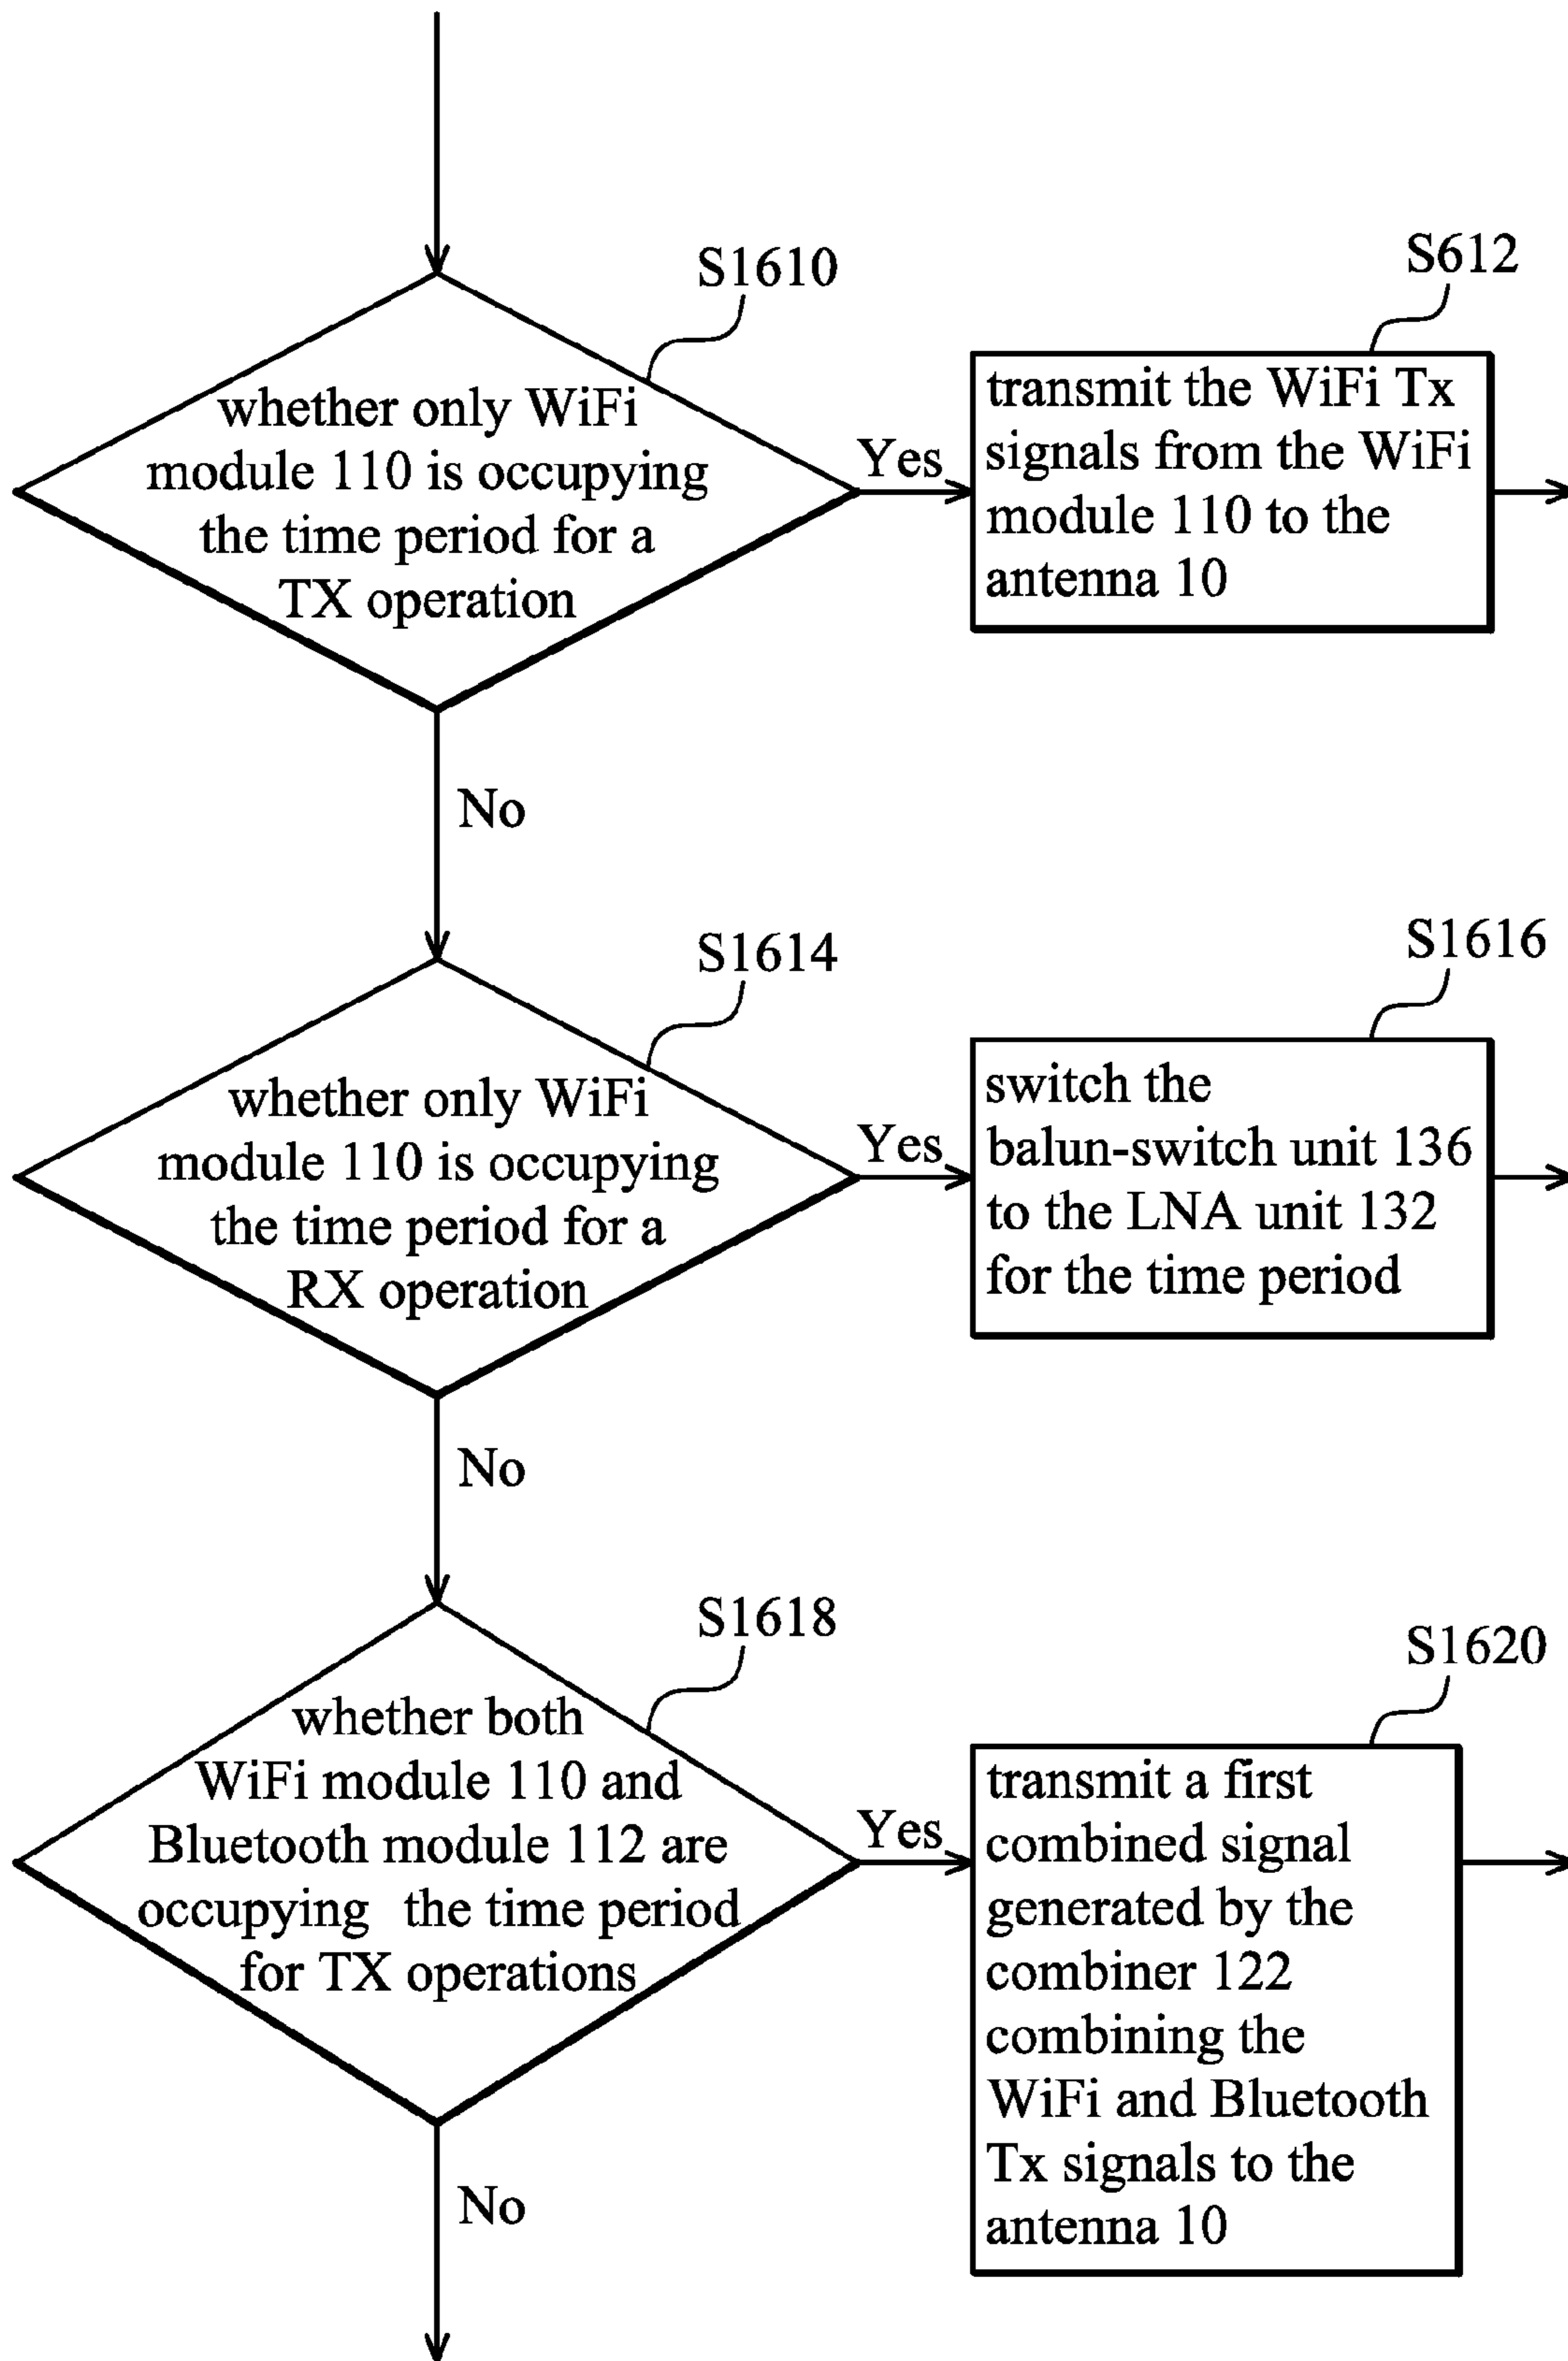 S1610
whether only WiFi
module 110 is occupying
the time period for a
TX operation
Yes
S612
transmit the WiFi Tx
signals from the WiFi
module 110 to the
antenna 10
No
S1614
whether only WiFi
module 110 is occupying
the time period for a
RX operation
Yes
S1616
switch the
balun-switch unit 136
to the LNA unit 132
for the time period
No
S1618
whether both
WiFi module 110 and
Bluetooth module 112 are
occupying the time period
for TX operations
Yes
S1620
transmit a first
combined signal
generated by the
combiner 122
combining the
WiFi and Bluetooth
Tx signals to the
antenna 10
No